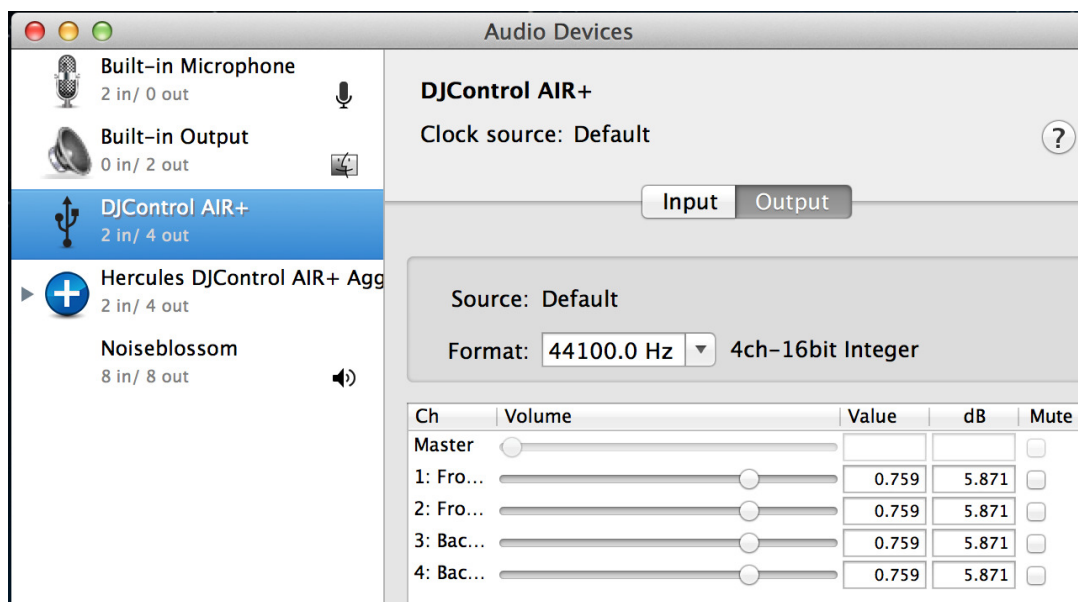 Audio Devices
Built-in Microphone
2 in/ 0 out
Built-in Output
0 in/ 2 out
DJControl AIR+
2 in/ 4 out
Hercules DJControl AIR+ Agg
2 in/ 4 out
Noiseblossom
8 in/ 8 out
DJControl AIR+
Clock source: Default
?
Input Output
Source: Default
Format: 44100.0 Hz 4ch-16bit Integer
Ch Volume Value dB Mute
Master
1: Fro... 0.759 5.871
2: Fro... 0.759 5.871
3: Bac... 0.759 5.871
4: Bac... 0.759 5.871